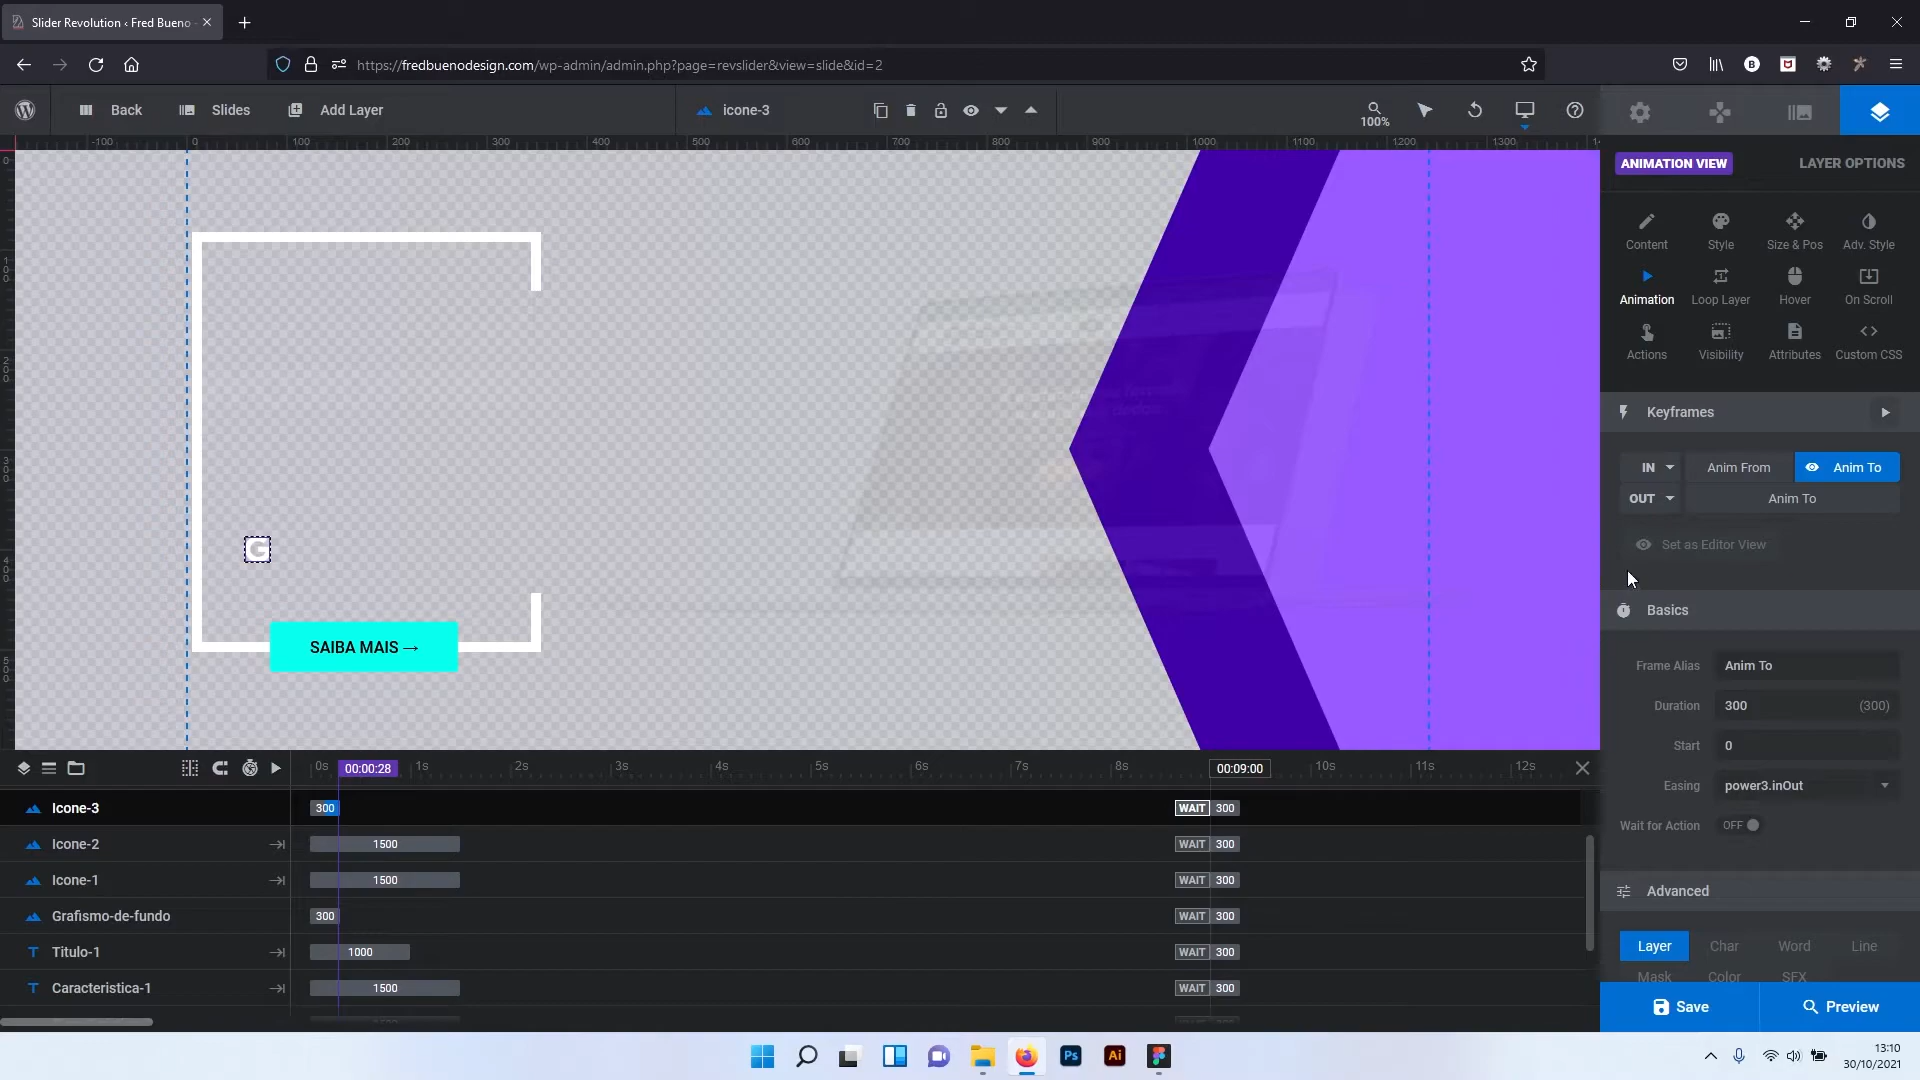 Slider Revolution ‹ Fred Bueno
https://fredbuenodesign.com/wp-admin/admin.php?page=revslider&view=slide&id=2
Back
Slides
Add Layer
icone-3
100%
-100 0 100 200 300 400 500 600 700 800 900 1000 1100 1200 1300
ANIMATION VIEW
LAYER OPTIONS
Content Style Size & Pos Adv. Style
Animation Loop Layer Hover On Scroll
Actions Visibility Attributes Custom CSS
Keyframes
IN Anim From Anim To
OUT Anim To
Set as Editor View
Basics
Frame Alias Anim To
Duration 300 (300)
Start 0
Easing power3.inOut
Wait for Action OFF
Advanced
Layer Char Word Line
Mask Color SFX
Save
Preview
0
100
200
300
400
500
G
SAIBA MAIS →
0s 00:00:28 1s 2s 3s 4s 5s 6s 7s 8s 00:09:00 10s 11s 12s
Icone-3 300 WAIT 300
Icone-2 1500 WAIT 300
Icone-1 1500 WAIT 300
Grafismo-de-fundo 300 WAIT 300
Titulo-1 1000 WAIT 300
Caracteristica-1 1500 WAIT 300
Ps
Ai
13:10
30/10/2021